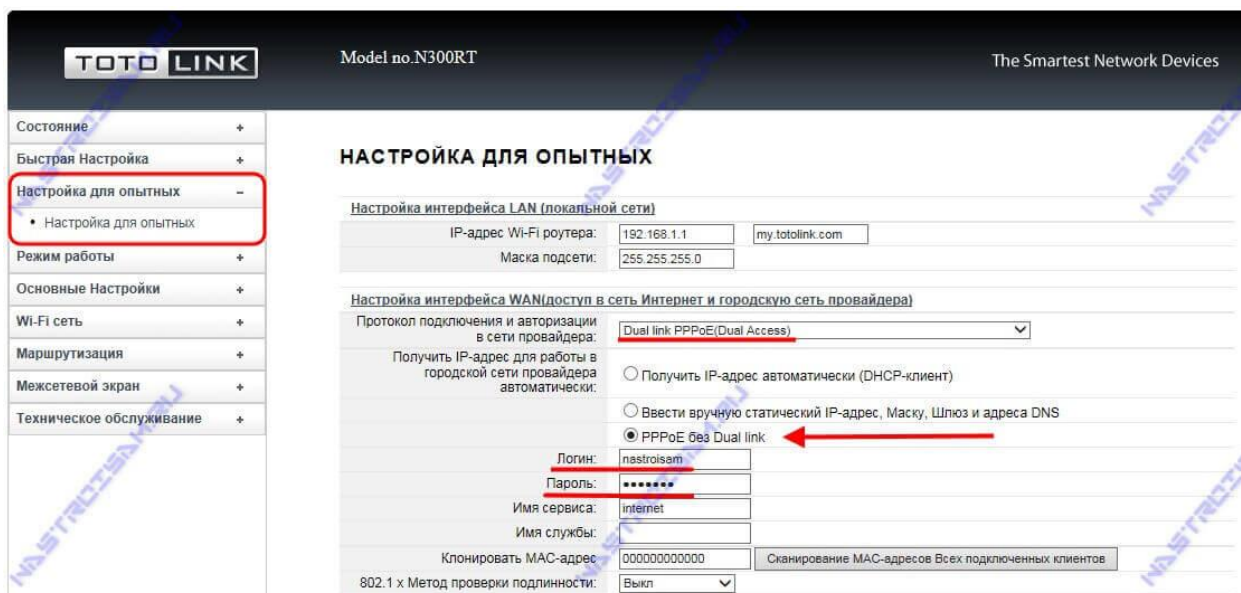 TOTO LINK
Model no.N300RT
The Smartest Network Devices
Состояние +
Быстрая Настройка +
Настройка для опытных -
• Настройка для опытных
Режим работы +
Основные Настройки +
Wi-Fi сеть +
Маршрутизация +
Межсетевой экран +
Техническое обслуживание +
НАСТРОЙКА ДЛЯ ОПЫТНЫХ
Настройка интерфейса LAN (локальной сети)
IP-адрес Wi-Fi роутера: 192.168.1.1 my.totolink.com
Маска подсети: 255.255.255.0
Настройка интерфейса WAN(доступ в сеть Интернет и городскую сеть провайдера)
Протокол подключения и авторизации
в сети провайдера: Dual link PPPoE(Dual Access)
Получить IP-адрес для работы в
городской сети провайдера
автоматически: Получить IP-адрес автоматически (DHCP-клиент)
Ввести вручную статический IP-адрес, Маску, Шлюз и адреса DNS
PPPoE без Dual link
Логин: nastroisam
Пароль: •••••••
Имя сервиса: internet
Имя службы:
Клонировать MAC-адрес 000000000000 Сканирование MAC-адресов Всех подключенных клиентов
802.1 x Метод проверки подлинности: Выкл
NASTROISAM.RU